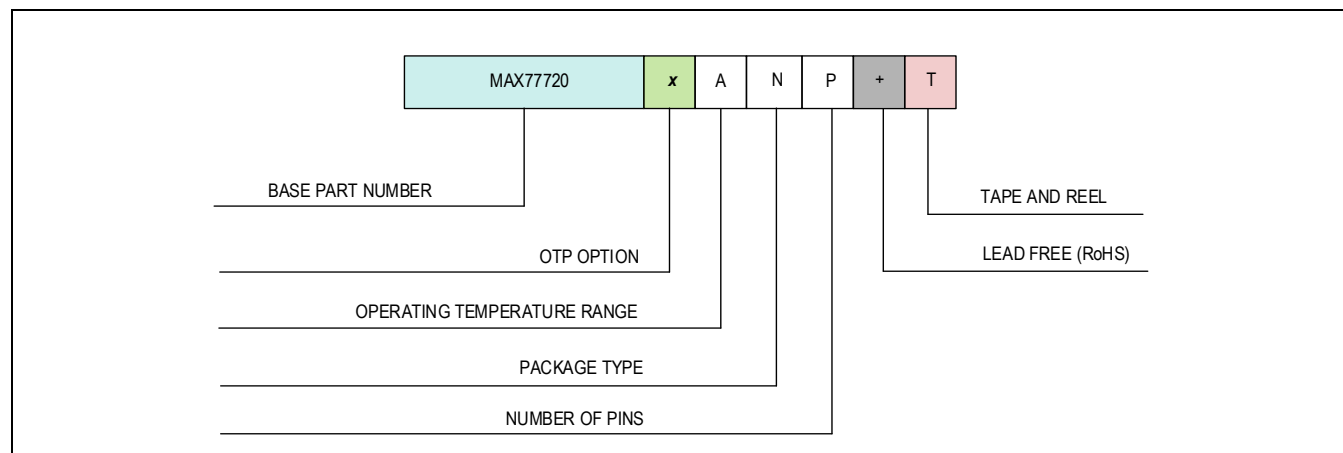 MAX77720 x A N P + T
BASE PART NUMBER
TAPE AND REEL
OTP OPTION
LEAD FREE (RoHS)
OPERATING TEMPERATURE RANGE
PACKAGE TYPE
NUMBER OF PINS